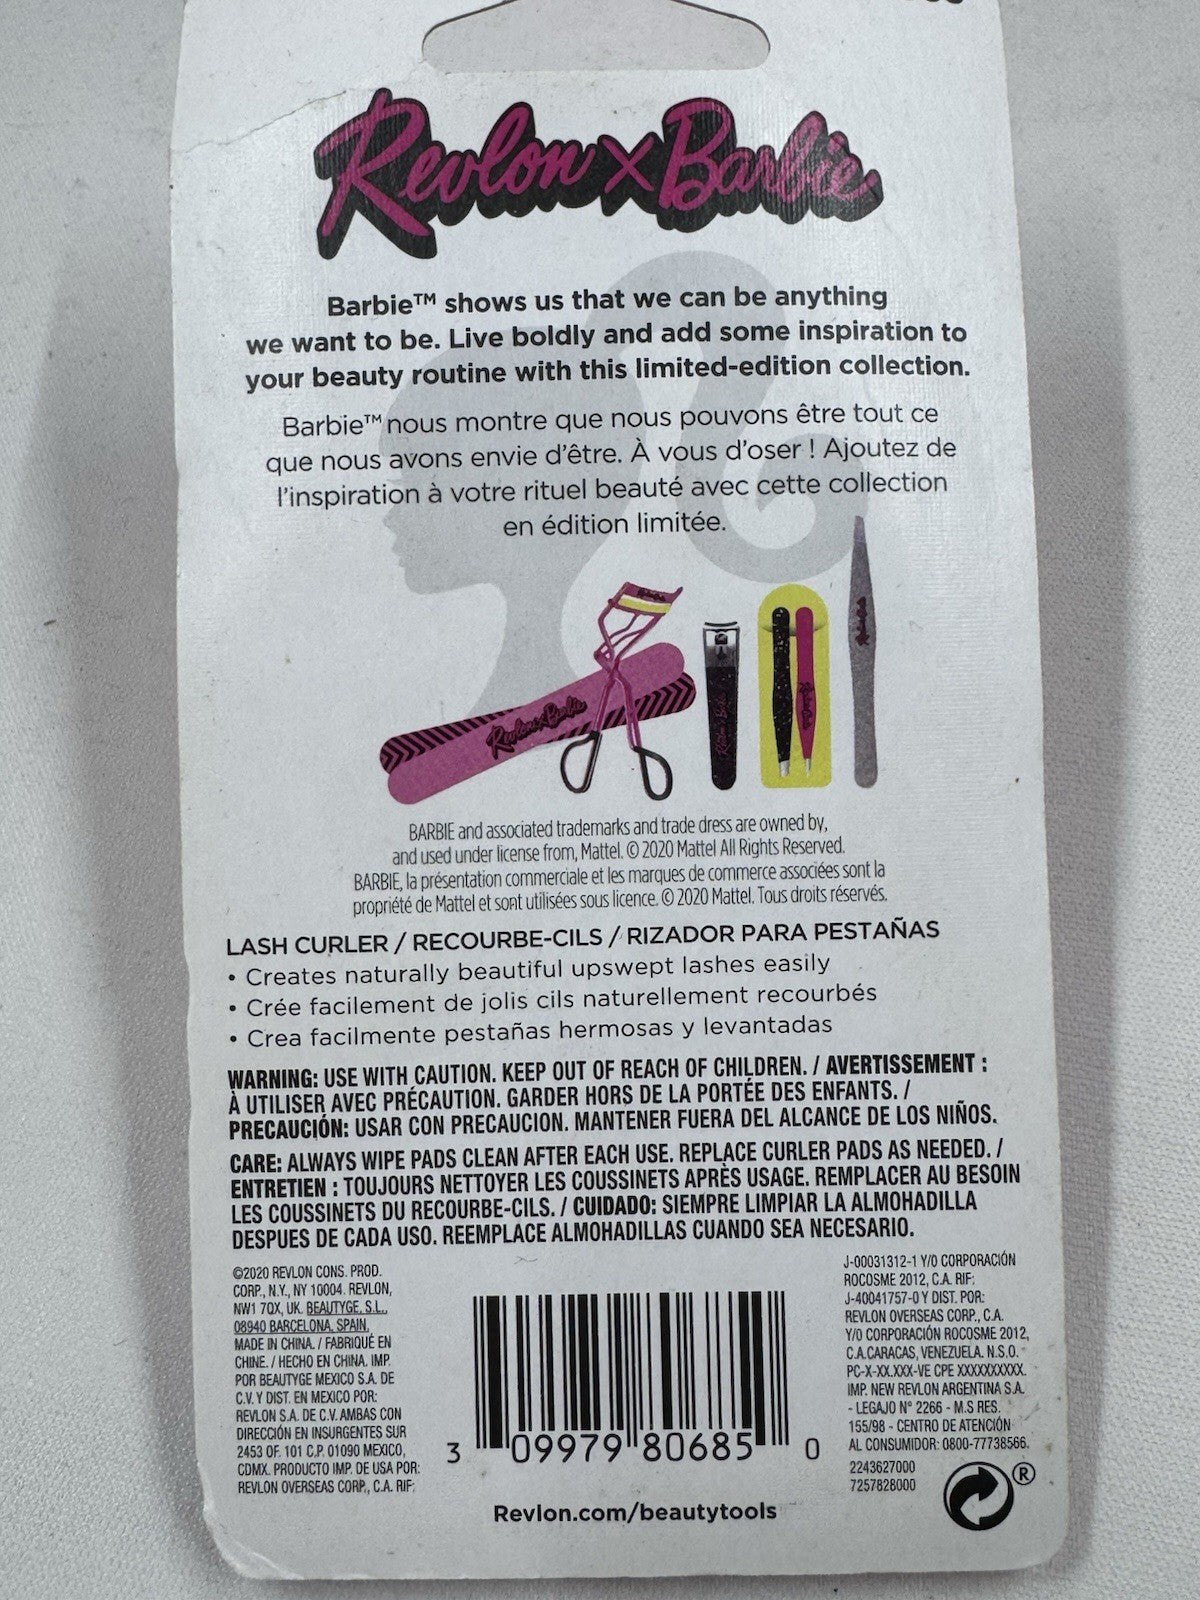 Revlon x Barbie
Barbie™ shows us that we can be anything
we want to be. Live boldly and add some inspiration to
your beauty routine with this limited-edition collection.
Barbie™ nous montre que nous pouvons être tout ce
que nous avons envie d'être. À vous d'oser ! Ajoutez de
l'inspiration à votre rituel beauté avec cette collection
en édition limitée.
Revlon x Barbie
BARBIE and associated trademarks and trade dress are owned by,
and used under license from, Mattel. © 2020 Mattel All Rights Reserved.
BARBIE, la présentation commerciale et les marques de commerce associées sont la
propriété de Mattel et sont utilisées sous licence. © 2020 Mattel. Tous droits réservés.
LASH CURLER / RECOURBE-CILS / RIZADOR PARA PESTAÑAS
• Creates naturally beautiful upswept lashes easily
• Crée facilement de jolis cils naturellement recourbés
• Crea facilmente pestañas hermosas y levantadas
WARNING: USE WITH CAUTION. KEEP OUT OF REACH OF CHILDREN. / AVERTISSEMENT :
À UTILISER AVEC PRÉCAUTION. GARDER HORS DE LA PORTÉE DES ENFANTS. /
PRECAUCIÓN: USAR CON PRECAUCION. MANTENER FUERA DEL ALCANCE DE LOS NIÑOS.
CARE: ALWAYS WIPE PADS CLEAN AFTER EACH USE. REPLACE CURLER PADS AS NEEDED. /
ENTRETIEN : TOUJOURS NETTOYER LES COUSSINETS APRÈS USAGE. REMPLACER AU BESOIN
LES COUSSINETS DU RECOURBE-CILS. / CUIDADO: SIEMPRE LIMPIAR LA ALMOHADILLA
DESPUES DE CADA USO. REEMPLACE ALMOHADILLAS CUANDO SEA NECESARIO.
©2020 REVLON CONS. PROD.
CORP., N.Y., NY 10004. REVLON,
NW1 7QX, UK. BEAUTYGE, S.L.,
08940 BARCELONA, SPAIN.
MADE IN CHINA. / FABRIQUÉ EN
CHINE. / HECHO EN CHINA. IMP.
POR BEAUTYGE MEXICO S.A. DE
C.V. Y DIST. EN MEXICO POR:
REVLON S.A. DE C.V. AMBAS CON
DIRECCIÓN EN INSURGENTES SUR
2453 OF. 101 C.P. 01090 MEXICO,
CDMX. PRODUCTO IMP. DE USA POR:
REVLON OVERSEAS CORP., C.A. RIF:
3 09979 80685 0
Revlon.com/beautytools
J-00031312-1 Y/O CORPORACIÓN
ROCOSME 2012, C.A. RIF:
J-40041757-0 Y DIST. POR:
REVLON OVERSEAS CORP., C.A.
Y/O CORPORACIÓN ROCOSME 2012,
C.A.CARACAS, VENEZUELA. N.S.O.
PC-X-XX.XXX-VE CPE XXXXXXXXXX.
IMP. NEW REVLON ARGENTINA S.A.
- LEGAJO N° 2266 - M.S RES.
155/98 - CENTRO DE ATENCIÓN
AL CONSUMIDOR: 0800-77738566.
2243627000
7257828000
®